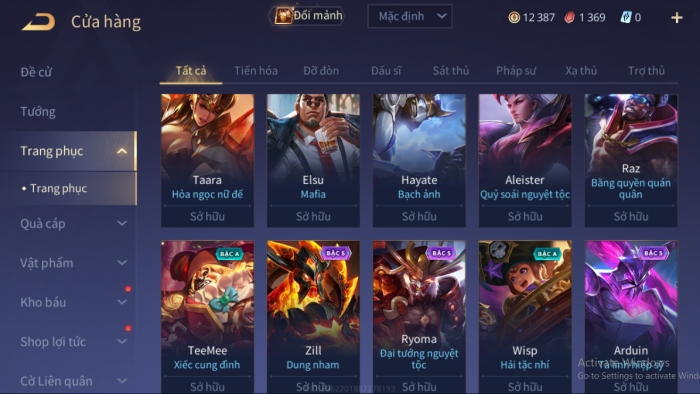 Cửa hàng
Đổi mảnh
Mặc định
12 387
1 369
0
Đề cử
Tướng
Trang phục
• Trang phục
Quà cáp
Vật phẩm
Kho báu
Shop lợi tức
Cờ Liên quân
Tất cả Tiến hóa Đỡ đòn Đấu sĩ Sát thủ Pháp sư Xạ thủ Trợ thủ
Taara
Hỏa ngọc nữ đế
Sở hữu
Elsu
Mafia
Sở hữu
Hayate
Bạch ảnh
Sở hữu
Aleister
Quỷ soái nguyệt tộc
Sở hữu
Raz
Băng quyền quán
quân
Sở hữu
BẬC A
TeeMee
Xiếc cung đình
Sở hữu
BẬC S
Zill
Dung nham
Sở hữu
BẬC S
Ryoma
Đại tướng nguyệt
tộc
Sở hữu
BẬC A
Wisp
Hải tặc nhí
Sở hữu
BẬC S
Arduin
hiệp sĩ
Sở hữu
Activate Windows
Go to Settings to activate Wind